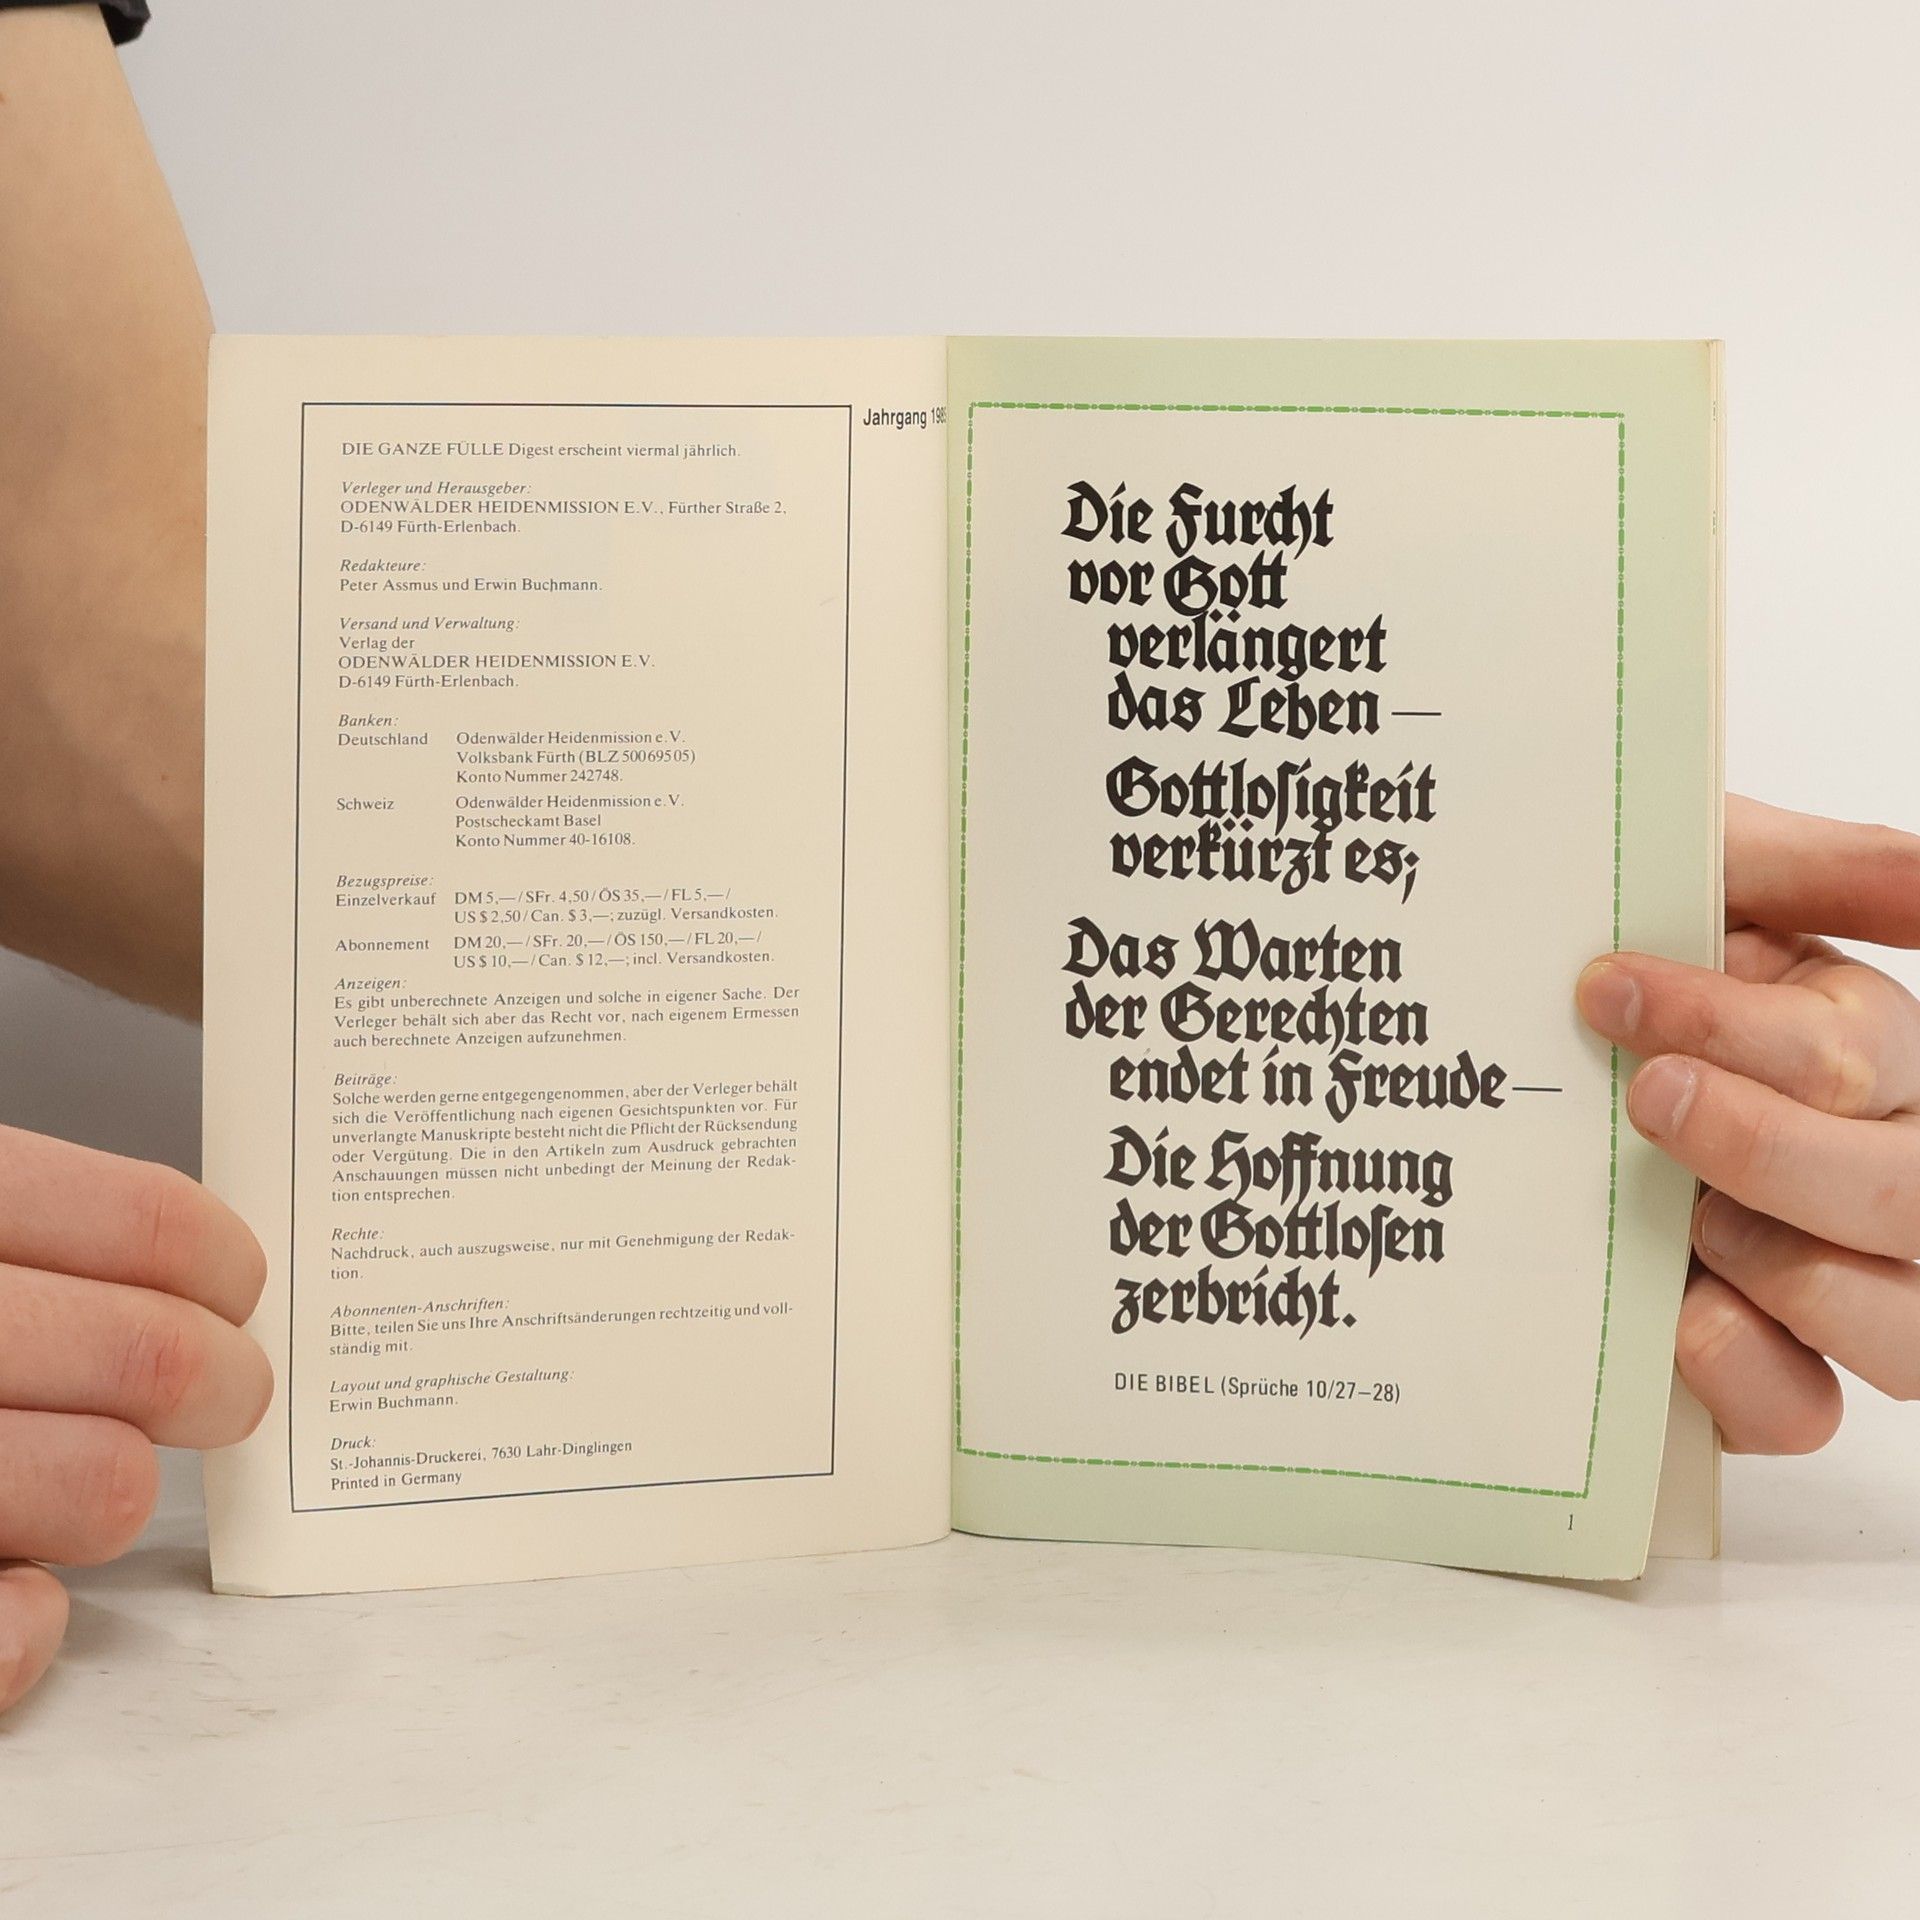 DIE GANZE FÜLLE Digest erscheint viermal jährlich.
Verleger und Herausgeber:
ODENWÄLDER HEIDENMISSION E.V., Fürther Straße 2,
D-6149 Fürth-Erlenbach.
Redakteure:
Peter Assmus und Erwin Buchmann.
Versand und Verwaltung:
Verlag der
ODENWÄLDER HEIDENMISSION E.V.
D-6149 Fürth-Erlenbach.
Banken:
Deutschland Odenwälder Heidenmission e.V.
Volksbank Fürth (BLZ 500 695 05)
Konto Nummer 242748.
Schweiz Odenwälder Heidenmission e.V.
Postscheckamt Basel
Konto Nummer 40-16108.
Bezugspreise:
Einzelverkauf DM 5,—/ SFr. 4,50/ ÖS 35,—/ FL 5,—/
US $ 2,50/ Can. $ 3,—; zuzügl. Versandkosten.
Abonnement DM 20,—/ SFr. 20,—/ ÖS 150,—/ FL 20,—/
US $ 10,—/ Can. $ 12,—; incl. Versandkosten.
Anzeigen:
Es gibt unberechnete Anzeigen und solche in eigener Sache. Der
Verleger behält sich aber das Recht vor, nach eigenem Ermessen
auch berechnete Anzeigen aufzunehmen.
Beiträge:
Solche werden gerne entgegengenommen, aber der Verleger behält
sich die Veröffentlichung nach eigenen Gesichtspunkten vor. Für
unverlangte Manuskripte besteht nicht die Pflicht der Rücksendung
oder Vergütung. Die in den Artikeln zum Ausdruck gebrachten
Anschauungen müssen nicht unbedingt der Meinung der Redak-
tion entsprechen.
Rechte:
Nachdruck, auch auszugsweise, nur mit Genehmigung der Redak-
tion.
Abonnenten-Anschriften:
Bitte, teilen Sie uns Ihre Anschriftsänderungen rechtzeitig und voll-
ständig mit.
Layout und graphische Gestaltung:
Erwin Buchmann.
Druck:
St.-Johannis-Druckerei, 7630 Lahr-Dinglingen
Printed in Germany
Jahrgang
Die Furcht
vor Gott
verlängert
das Leben —
Gottloſigkeit
verkürzt es;
Das Warten
der Gerechten
endet in Freude—
Die Hoffnung
der Gottloſen
zerbricht.
DIE BIBEL (Sprüche 10/27–28)
1